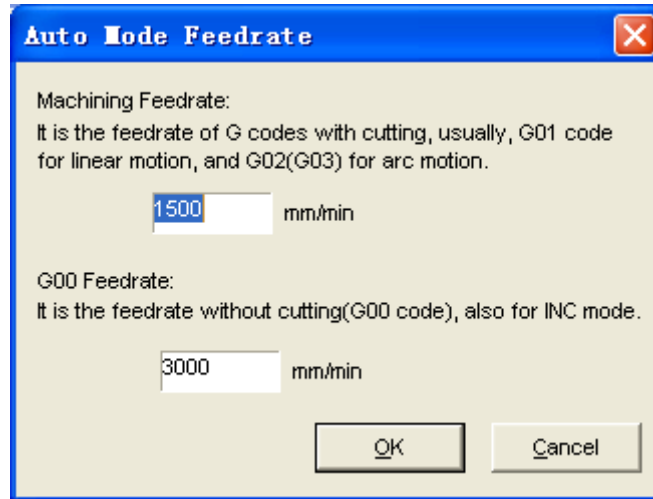 Auto Mode Feedrate
Machining Feedrate:
It is the feedrate of G codes with cutting, usually, G01 code
for linear motion, and G02(G03) for arc motion.
1500 mm/min
G00 Feedrate:
It is the feedrate without cutting(G00 code), also for INC mode.
3000 mm/min
OK Cancel